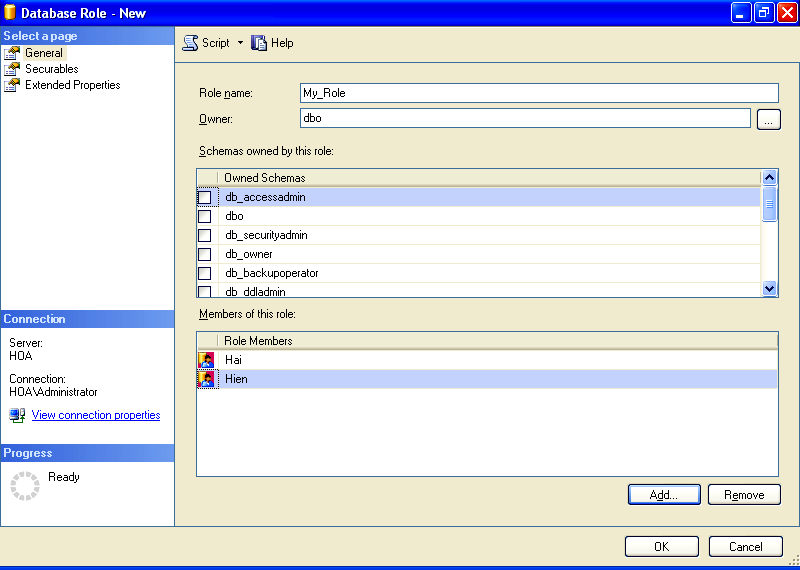 Database Role - New
Select a page
General
Securables
Extended Properties
Script Help
Role name: My_Role
Owner: dbo ...
Schemas owned by this role:
Owned Schemas
db_accessadmin
dbo
db_securityadmin
db_owner
db_backupoperator
db_ddladmin
Members of this role:
Role Members
Hai
Hien
Add... Remove
Connection
Server:
HOA
Connection:
HOA\Administrator
View connection properties
Progress
Ready
OK Cancel